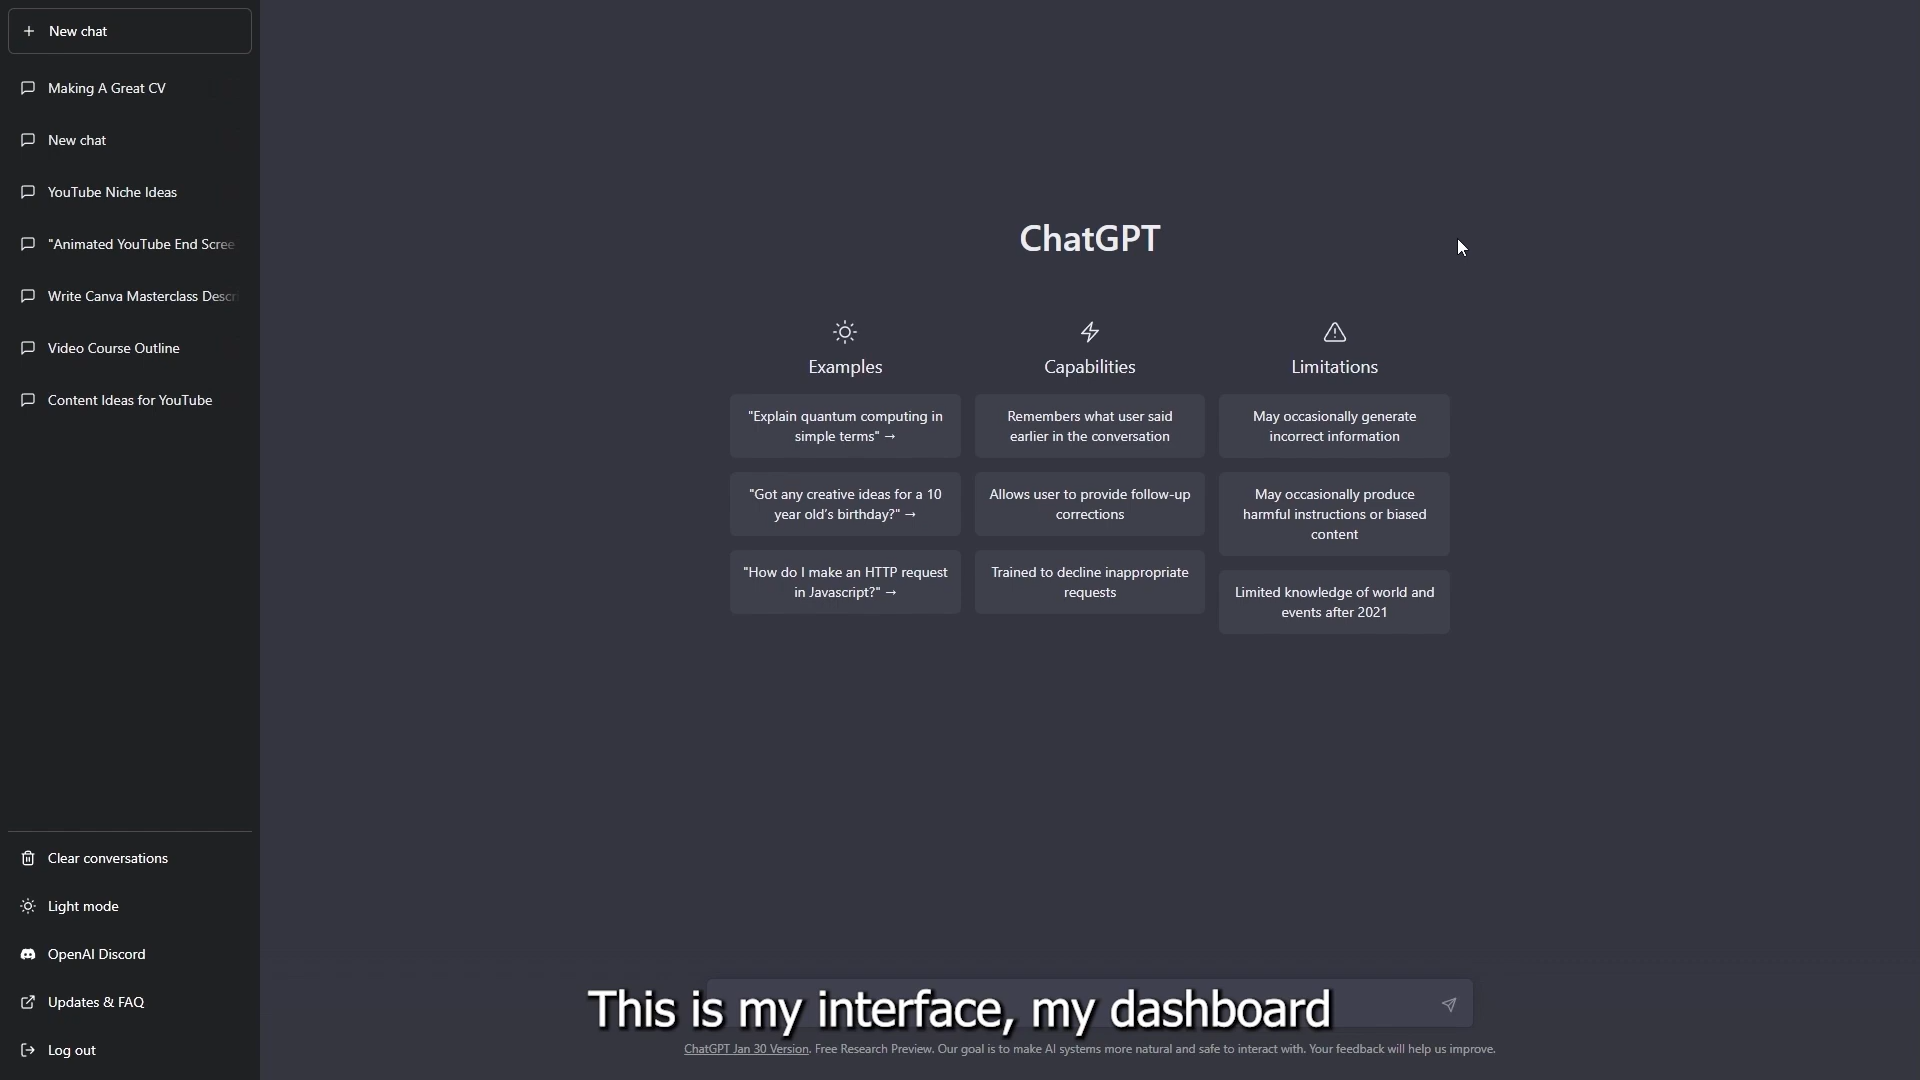 New chat
Making A Great CV
New chat
YouTube Niche Ideas
"Animated YouTube End Scree
Write Canva Masterclass Descr
Video Course Outline
Content Ideas for YouTube
Clear conversations
Light mode
OpenAI Discord
Updates & FAQ
Log out
ChatGPT
Examples
"Explain quantum computing in
simple terms" →
"Got any creative ideas for a 10
year old's birthday?" →
"How do I make an HTTP request
in Javascript?" →
Capabilities
Remembers what user said
earlier in the conversation
Allows user to provide follow-up
corrections
Trained to decline inappropriate
requests
Limitations
May occasionally generate
incorrect information
May occasionally produce
harmful instructions or biased
content
Limited knowledge of world and
events after 2021
This is my interface, my dashboard
ChatGPT Jan 30 Version. Free Research Preview. Our goal is to make AI systems more natural and safe to interact with. Your feedback will help us improve.